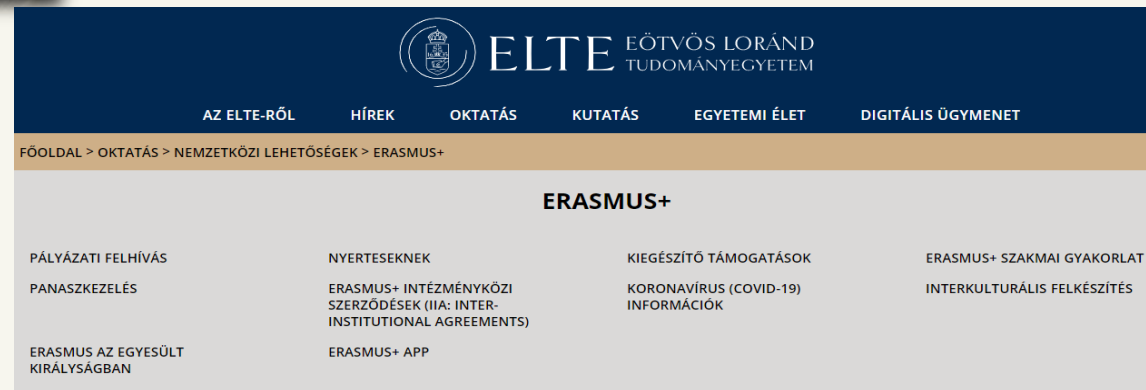 ELTE EÖTVÖS LORÁND
TUDOMÁNYEGYETEM
AZ ELTE-RŐL HÍREK OKTATÁS KUTATÁS EGYETEMI ÉLET DIGITÁLIS ÜGYMENET
FŐOLDAL > OKTATÁS > NEMZETKÖZI LEHETŐSÉGEK > ERASMUS+
ERASMUS+
PÁLYÁZATI FELHÍVÁS
NYERTESEKNEK
KIEGÉSZÍTŐ TÁMOGATÁSOK
ERASMUS+ SZAKMAI GYAKORLAT
PANASZKEZELÉS
ERASMUS+ INTÉZMÉNYKÖZI
SZERZŐDÉSEK (IIA: INTER-
INSTITUTIONAL AGREEMENTS)
KORONAVÍRUS (COVID-19)
INFORMÁCIÓK
INTERKULTURÁLIS FELKÉSZÍTÉS
ERASMUS AZ EGYESÜLT
KIRÁLYSÁGBAN
ERASMUS+ APP